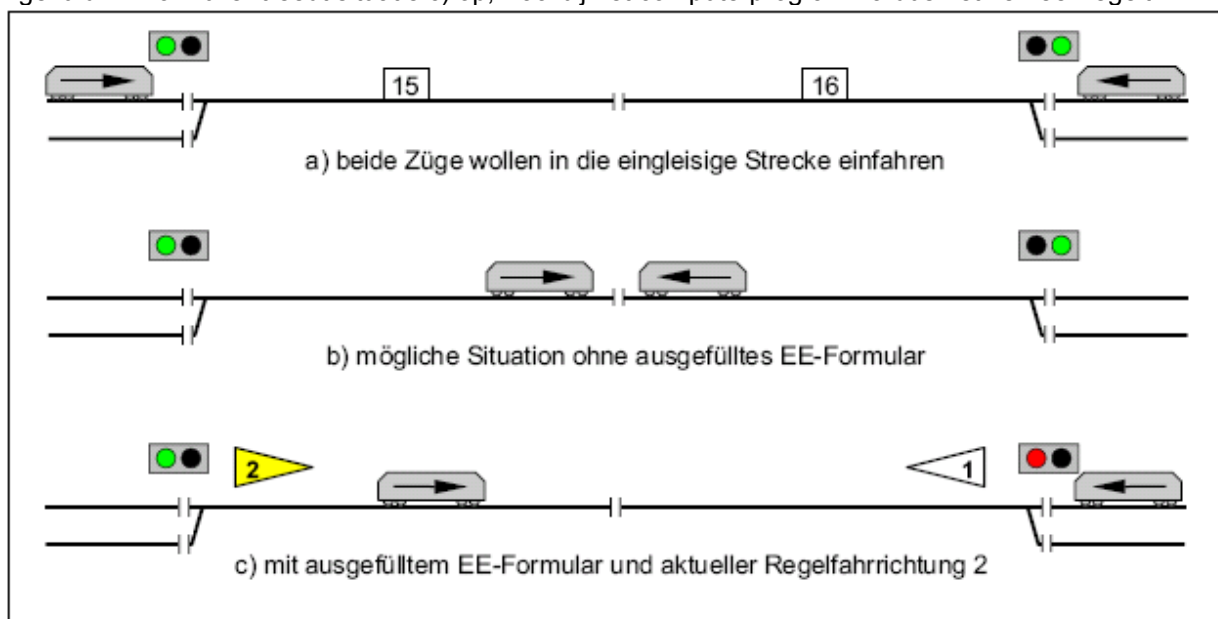 15
16
a) beide Züge wollen in die eingleisige Strecke einfahren
b) mögliche Situation ohne ausgefülltes EE-Formular
2
1
c) mit ausgefülltem EE-Formular und aktueller Regelfahrrichtung 2